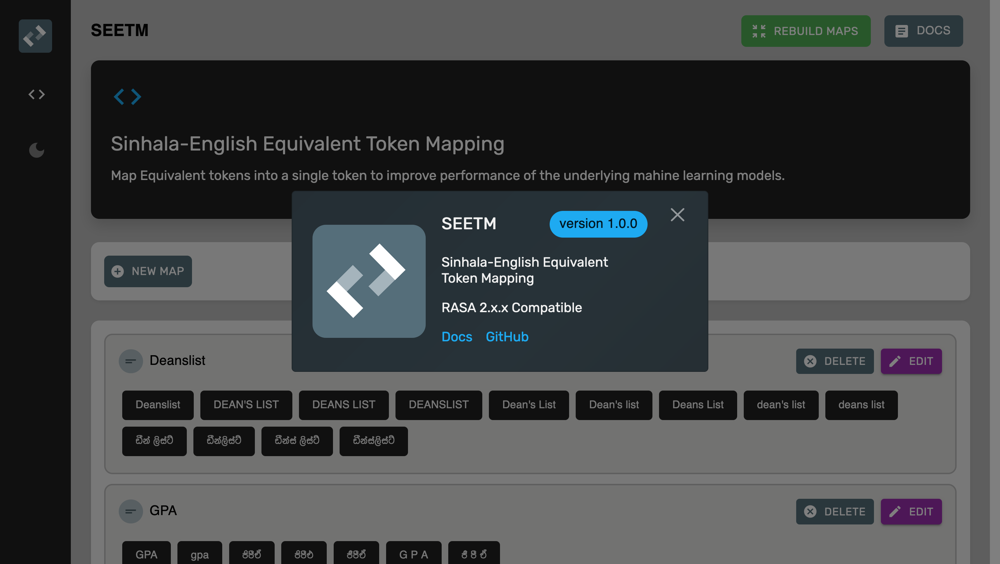 SEETM
REBUILD MAPS
DOCS
Sinhala-English Equivalent Token Mapping
Map Equivalent tokens into a single token to improve performance of the underlying mahine learning models.
SEETM
version 1.0.0
Sinhala-English Equivalent
Token Mapping
RASA 2.x.x Compatible
Docs GitHub
NEW MAP
Deanslist
DELETE
EDIT
Deanslist DEAN'S LIST DEANS LIST DEANSLIST Dean's List Dean's list Deans List dean's list deans list
ඩීන් ලිස්ට් ඩීන්ලිස්ට් ඩීන්ස් ලිස්ට් ඩීන්ස්ලිස්ට්
GPA
DELETE
EDIT
GPA gpa ජිපීඒ ජිපීඑ ජීපීඒ G P A ජී පී ඒ